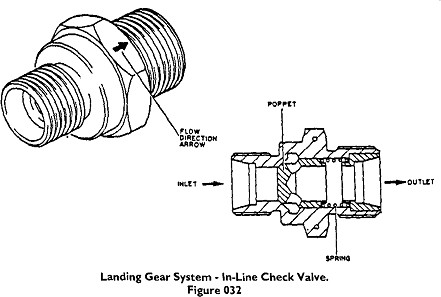 FLOW
DIRECTION
ARROW
POPPET
INLET
OUTLET
SPRING
Landing Gear System - In-Line Check Valve.
Figure 032